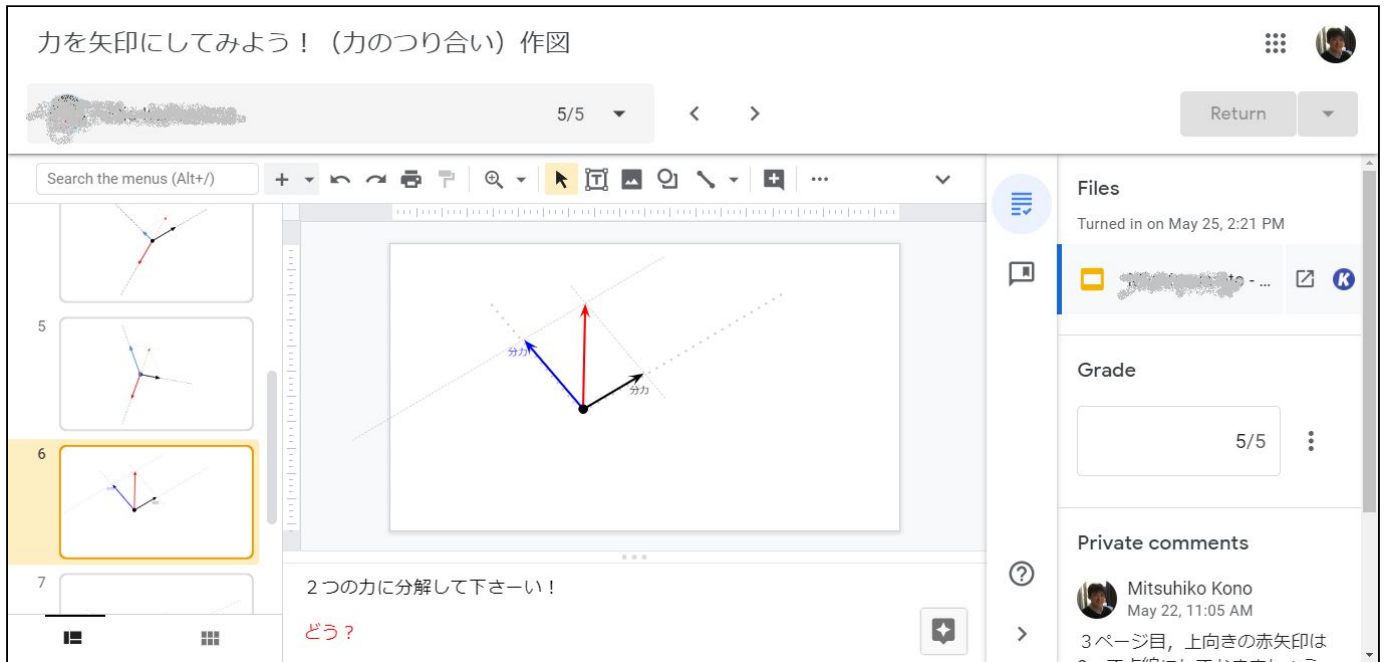 力を矢印にしてみよう！（力のつり合い）作図
5/5
Return
Search the menus (Alt+/)
Files
Turned in on May 25, 2:21 PM
分力
分力
5
6
7
- ...
K
Grade
5/5
Private comments
Mitsuhiko Kono
May 22, 11:05 AM
３ページ目，上向きの赤矢印は
２つの力に分解して下さーい！
どう？